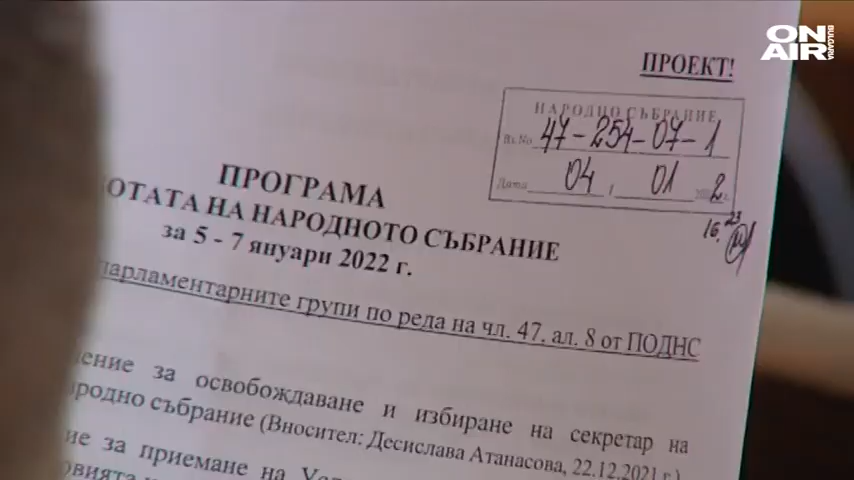 ON AIR BULGARIA
ПРОЕКТ!
НАРОДНО СЪБРАНИЕ
Вх. № 47-254-07-1
Дата 04 / 01 2
16, 23
ПРОГРАМА
ОТАТА НА НАРОДНОТО СЪБРАНИЕ
за 5 - 7 януари 2022 г.
парламентарните групи по реда на чл. 47, ал. 8 от ПОДНС
ение за освобождаване и избиране на секретар на
ародно събрание (Вносител: Десислава Атанасова, 22.12.2021 г.)
ие за приемане на